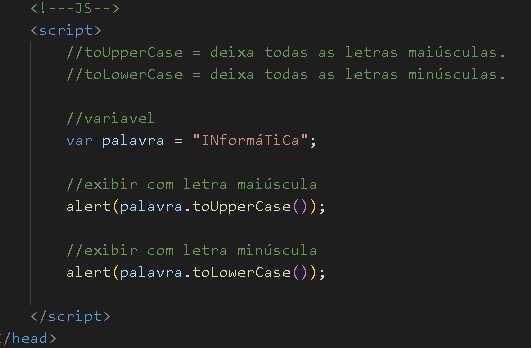 <!---JS-->
<script>
//toUpperCase = deixa todas as letras maiúsculas.
//toLowerCase = deixa todas as letras minúsculas.
//variavel
var palavra = "INformáTiCa";
//exibir com letra maiúscula
alert(palavra.toUpperCase());
//exibir com letra minúscula
alert(palavra.toLowerCase());
</script>
/head>